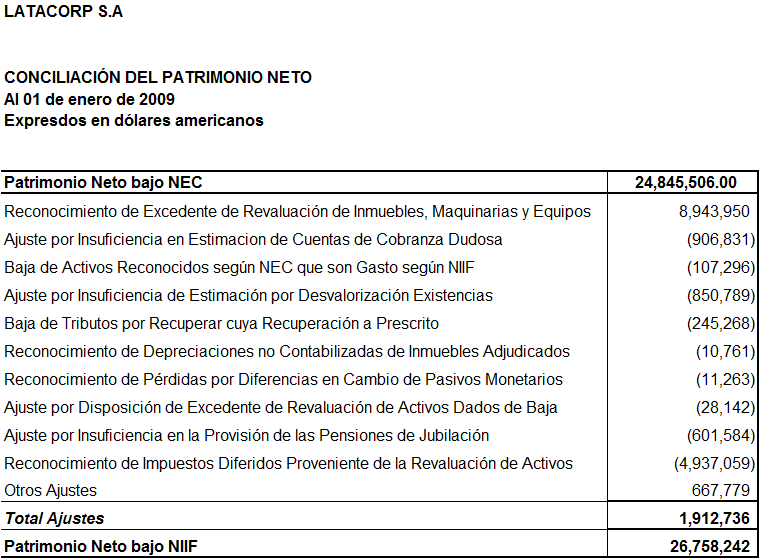 LATACORP S.A
CONCILIACIÓN DEL PATRIMONIO NETO
Al 01 de enero de 2009
Expresdos en dólares americanos
Patrimonio Neto bajo NEC 24,845,506.00
Reconocimiento de Excedente de Revaluación de Inmuebles, Maquinarias y Equipos 8,943,950
Ajuste por Insuficiencia en Estimacion de Cuentas de Cobranza Dudosa (906,831)
Baja de Activos Reconocidos según NEC que son Gasto según NIIF (107,296)
Ajuste por Insuficiencia de Estimación por Desvalorización Existencias (850,789)
Baja de Tributos por Recuperar cuya Recuperación a Prescrito (245,268)
Reconocimiento de Depreciaciones no Contabilizadas de Inmuebles Adjudicados (10,761)
Reconocimiento de Pérdidas por Diferencias en Cambio de Pasivos Monetarios (11,263)
Ajuste por Disposición de Excedente de Revaluación de Activos Dados de Baja (28,142)
Ajuste por Insuficiencia en la Provisión de las Pensiones de Jubilación (601,584)
Reconocimiento de Impuestos Diferidos Proveniente de la Revaluación de Activos (4,937,059)
Otros Ajustes 667,779
Total Ajustes 1,912,736
Patrimonio Neto bajo NIIF 26,758,242